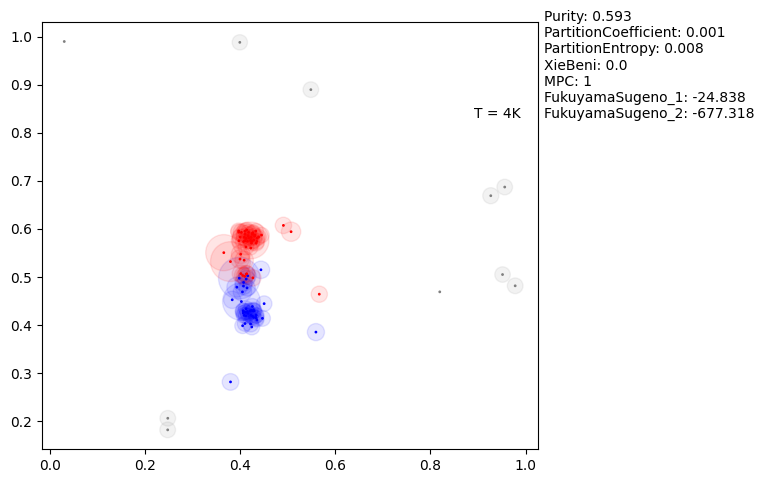 Purity: 0.593
PartitionCoefficient: 0.001
PartitionEntropy: 0.008
XieBeni: 0.0
MPC: 1
FukuyamaSugeno_1: -24.838
FukuyamaSugeno_2: -677.318
T = 4K
1.0
0.9
0.8
0.7
0.6
0.5
0.4
0.3
0.2
0.0
0.2
0.4
0.6
0.8
1.0